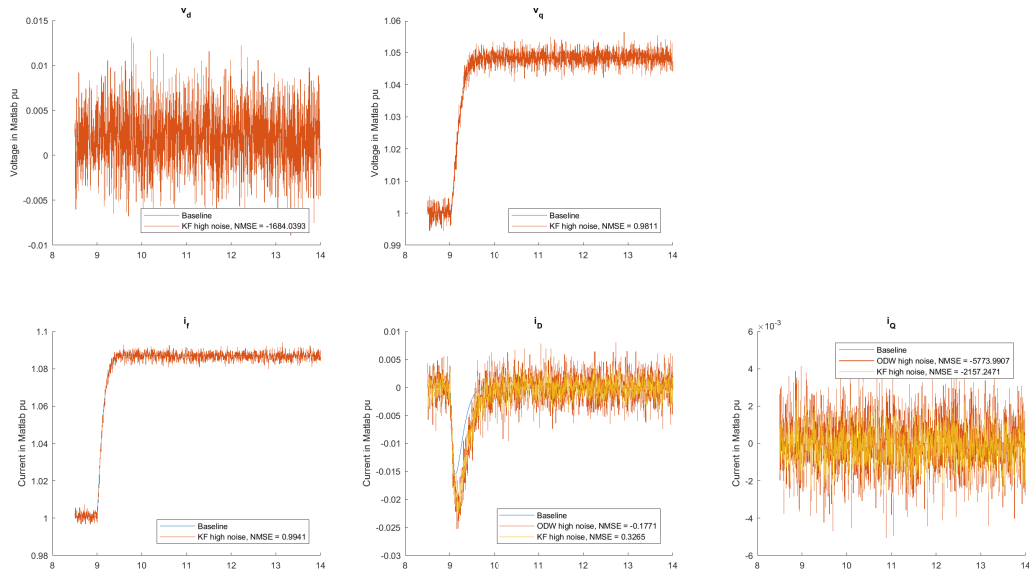 v_d
0.015
0.01
0.005
0
-0.005
-0.01
Voltage in Matlab pu
Baseline
KF high noise, NMSE = -1684.0393
8 9 10 11 12 13 14
v_q
1.06
1.05
1.04
1.03
1.02
1.01
1
0.99
Voltage in Matlab pu
Baseline
KF high noise, NMSE = 0.9811
8 9 10 11 12 13 14
i_f
1.1
1.08
1.06
1.04
1.02
1
0.98
Current in Matlab pu
Baseline
KF high noise, NMSE = 0.9941
8 9 10 11 12 13 14
i_D
0.01
0.005
0
-0.005
-0.01
-0.015
-0.02
-0.025
-0.03
Current in Matlab pu
Baseline
ODW high noise, NMSE = -0.1771
KF high noise, NMSE = 0.3265
8 9 10 11 12 13 14
i_Q
×10^-3
6
4
2
0
-2
-4
-6
Current in Matlab pu
Baseline
ODW high noise, NMSE = -5773.9907
KF high noise, NMSE = -2157.2471
8 9 10 11 12 13 14